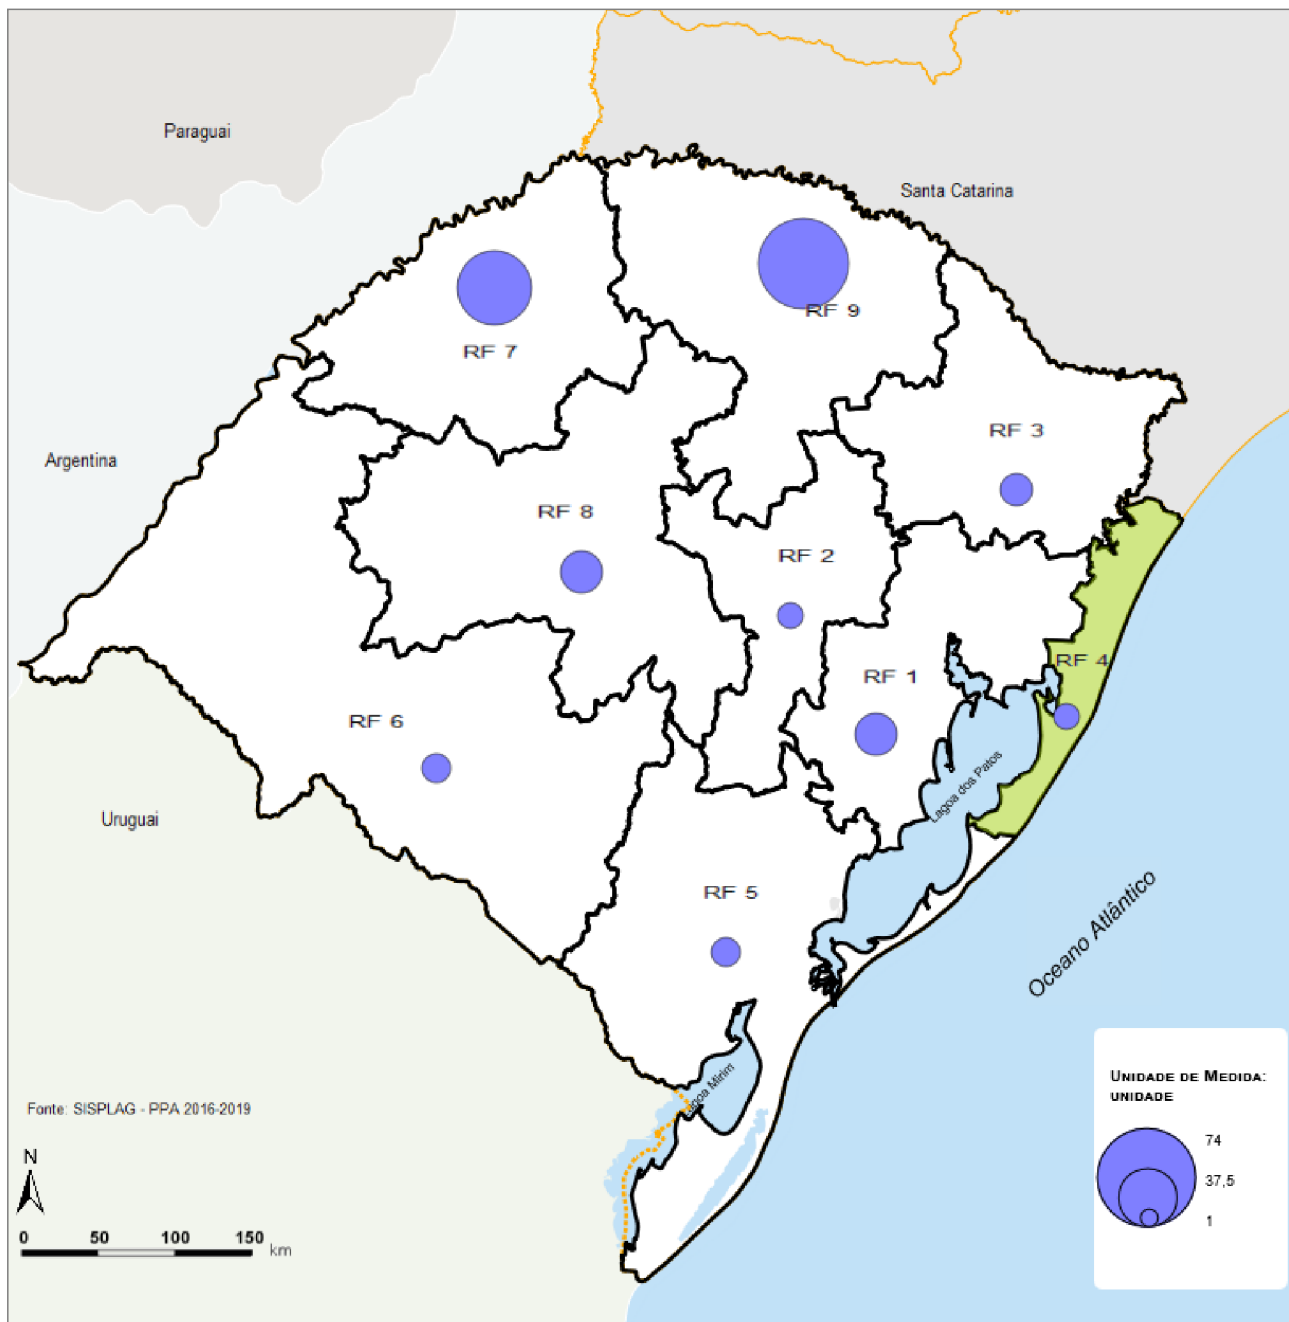 Paraguai
Santa Catarina
RF 9
RF 7
RF 3
Argentina
RF 8
RF 2
RF 4
RF 1
RF 6
Lagoa dos Patos
Uruguai
RF 5
Oceano Atlântico
Lagoa Mirim
Fonte: SISPLAG - PPA 2016-2019
N
0 50 100 150
km
UNIDADE DE MEDIDA:
UNIDADE
74
37,5
1